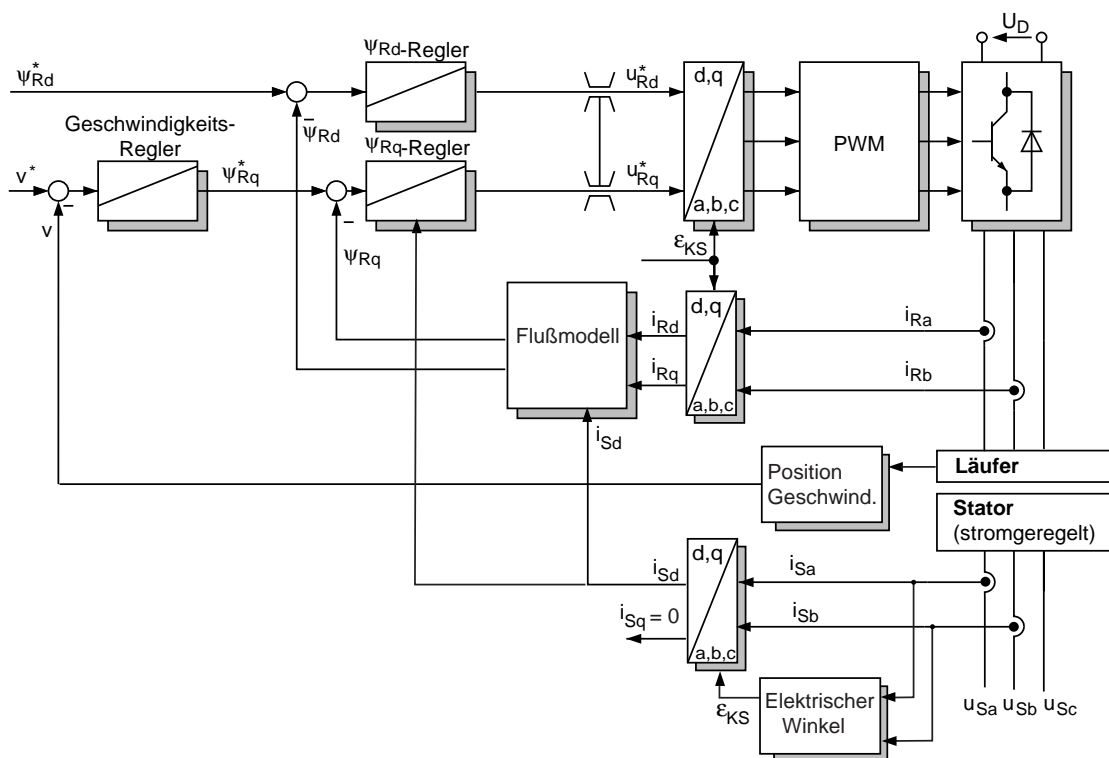 U_D
ψ_Rd-Regler
ψ*_Rd
u*_Rd
d,q
a,b,c
PWM
−
ψ_Rd
Geschwindigkeits-
Regler
ψ_Rq-Regler
v*
ψ*_Rq
u*_Rq
−
v
−
ψ_Rq
ε_KS
Flußmodell
i_Rd
i_Rq
d,q
a,b,c
i_Ra
i_Rb
i_Sd
Position
Geschwind.
Läufer
Stator
(stromgeregelt)
i_Sd
i_Sq = 0
d,q
a,b,c
i_Sa
i_Sb
ε_KS
Elektrischer
Winkel
u_Sa u_Sb u_Sc